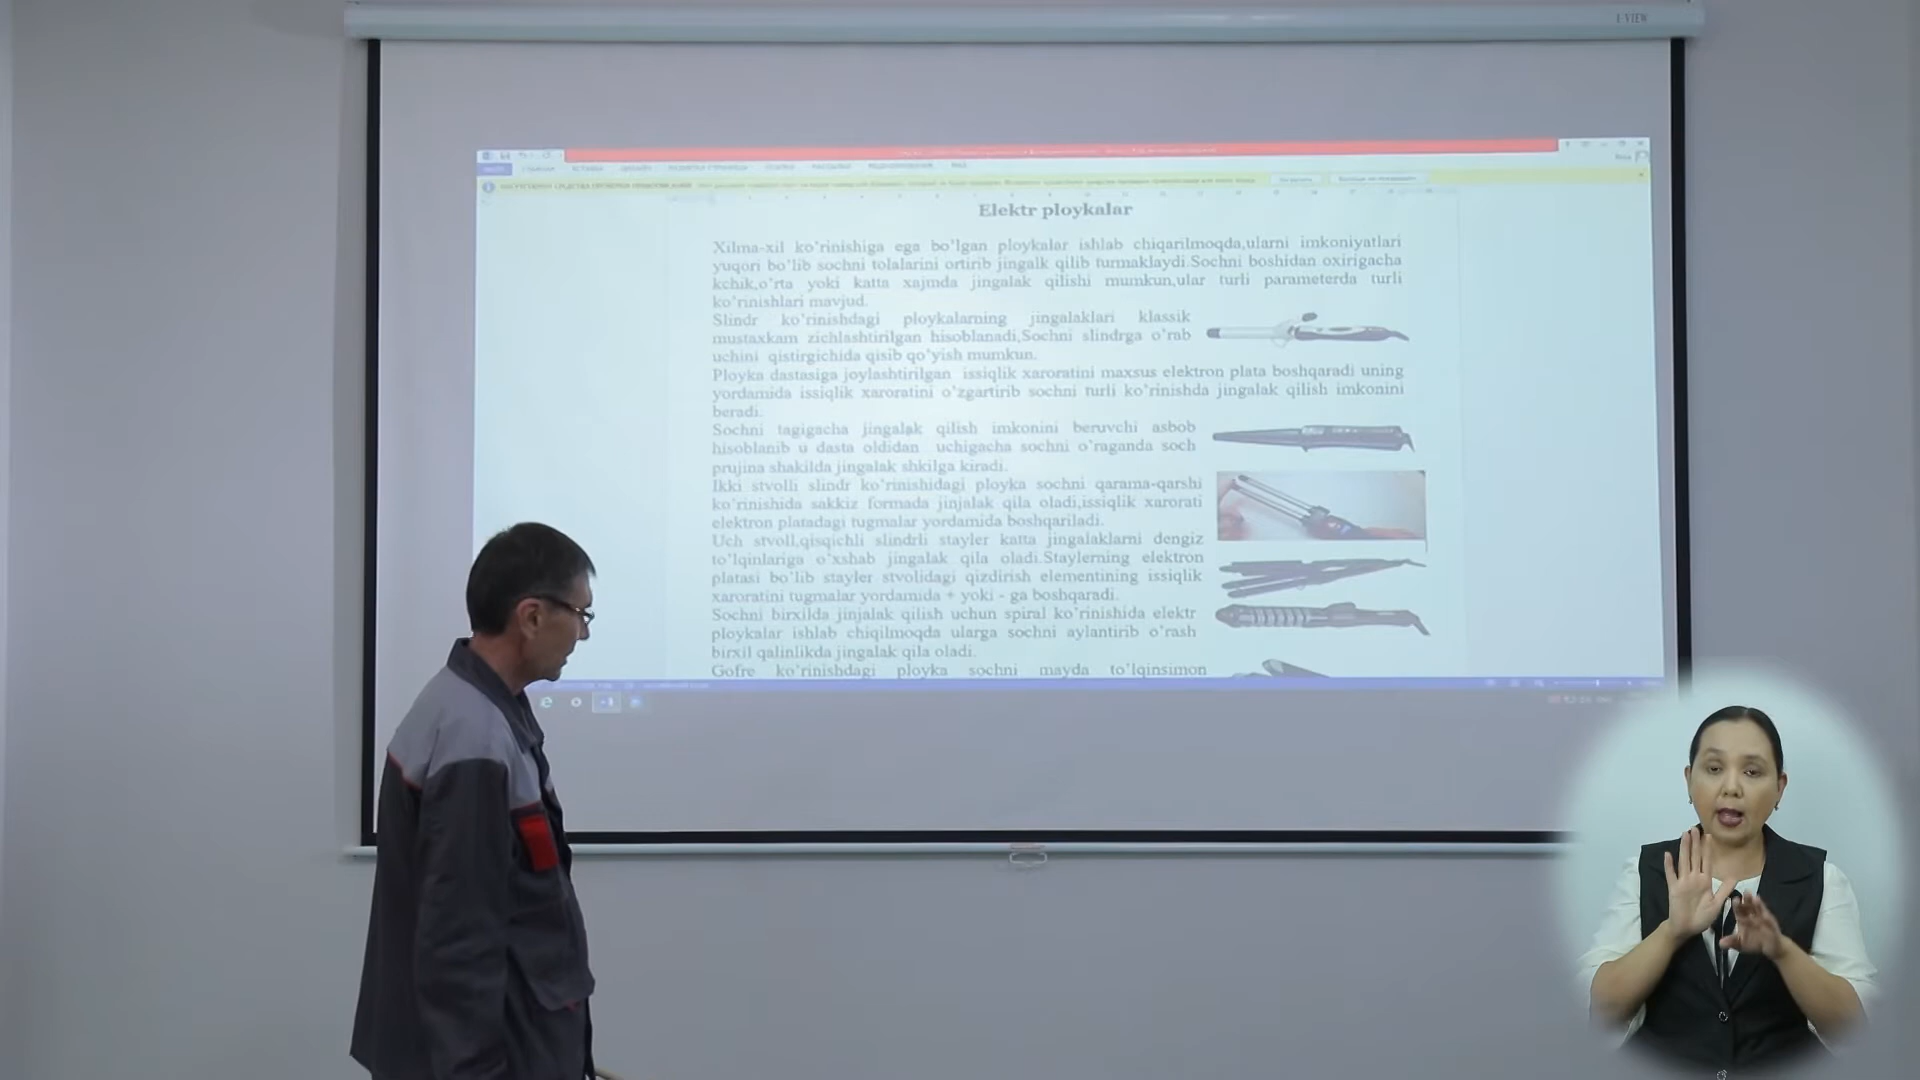 I-VIEW
Elektr ploykalar
Xilma-xil ko'rinishiga ega bo'lgan ploykalar ishlab chiqarilmoqda,ularni imkoniyatlari
yuqori bo'lib sochni tolalarini ortirib jingalk qilib turmaklaydi.Sochni boshidan oxirigacha
kchik,o'rta yoki katta xajmda jingalak qilishi mumkun,ular turli parameterda turli
ko'rinishlari mavjud.
Slindr ko'rinishdagi ploykalarning jingalaklari klassik
mustaxkam zichlashtirilgan hisoblanadi,Sochni slindrga o'rab
uchini qistirgichida qisib qo'yish mumkun.
Ployka dastasiga joylashtirilgan issiqlik xaroratini maxsus elektron plata boshqaradi uning
yordamida issiqlik xaroratini o'zgartirib sochni turli ko'rinishda jingalak qilish imkonini
beradi.
Sochni tagigacha jingalak qilish imkonini beruvchi asbob
hisoblanib u dasta oldidan uchigacha sochni o'raganda soch
prujina shakilda jingalak shkilga kiradi.
Ikki stvolli slindr ko'rinishidagi ployka sochni qarama-qarshi
ko'rinishida sakkiz formada jinjalak qila oladi,issiqlik xarorati
elektron platadagi tugmalar yordamida boshqariladi.
Uch stvoll,qisqichli slindrli stayler katta jingalaklarni dengiz
to'lqinlariga o'xshab jingalak qila oladi.Staylerning elektron
platasi bo'lib stayler stvolidagi qizdirish elementining issiqlik
xaroratini tugmalar yordamida + yoki - ga boshqaradi.
Sochni birxilda jinjalak qilish uchun spiral ko'rinishida elektr
ploykalar ishlab chiqilmoqda ularga sochni aylantirib o'rash
birxil qalinlikda jingalak qila oladi.
Gofre ko'rinishdagi ployka sochni mayda to'lqinsimon